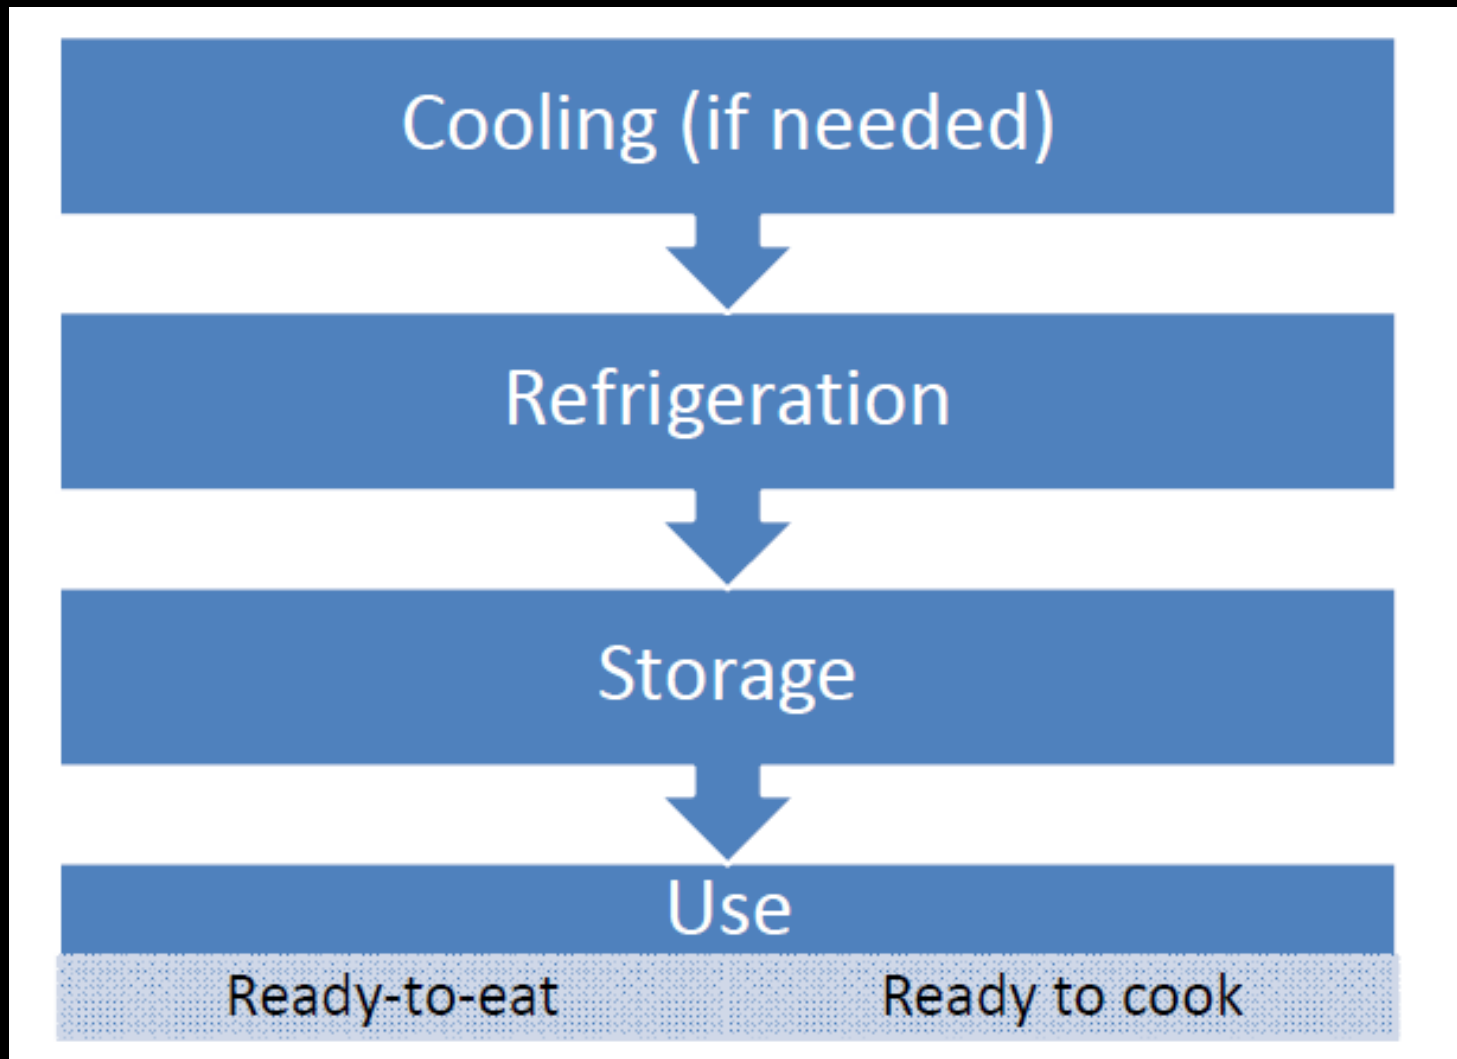 Cooling (if needed)
Refrigeration
Storage
Use
Ready-to-eat
Ready to cook